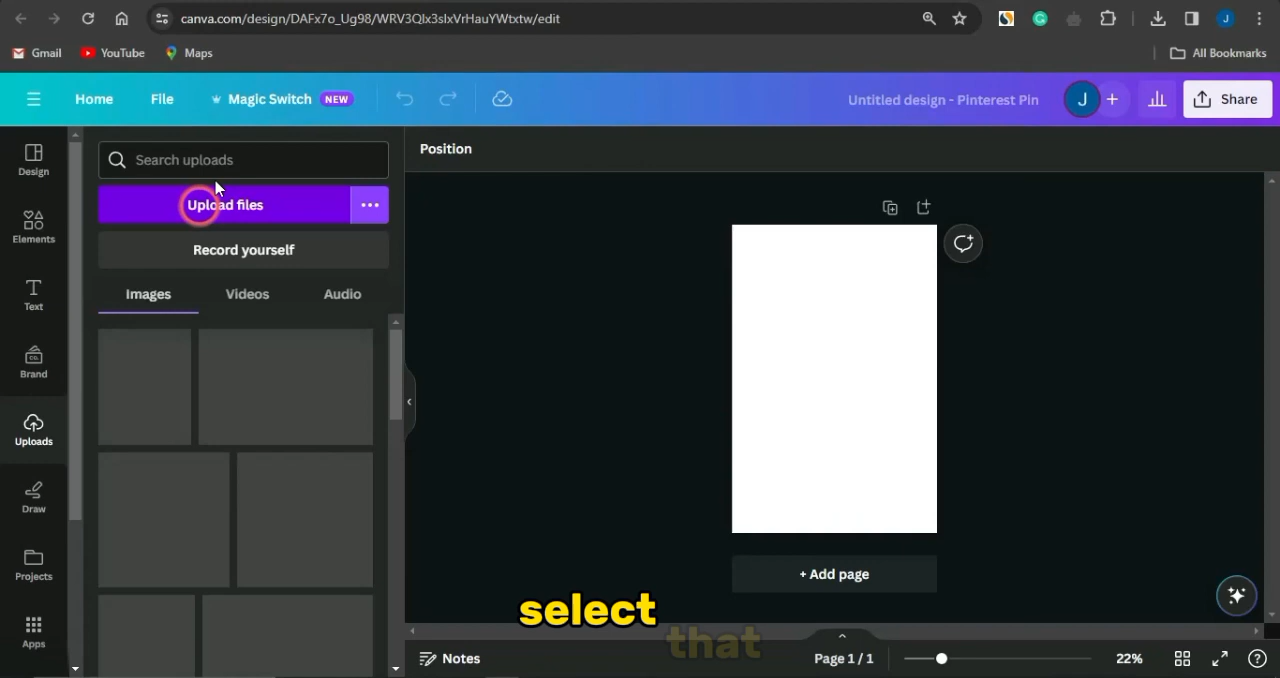 canva.com/design/DAFx7o_Ug98/WRV3QIx3slxVrHauYWtxtw/edit
J
Gmail YouTube Maps All Bookmarks
Home File Magic Switch NEW Untitled design - Pinterest Pin J + Share
Design
Elements
Text
Brand
CO.
Uploads
Draw
Projects
Apps
Search uploads
Upload files
Record yourself
Images Videos Audio
Position
+ Add page
select
that
Notes Page 1 / 1 22%